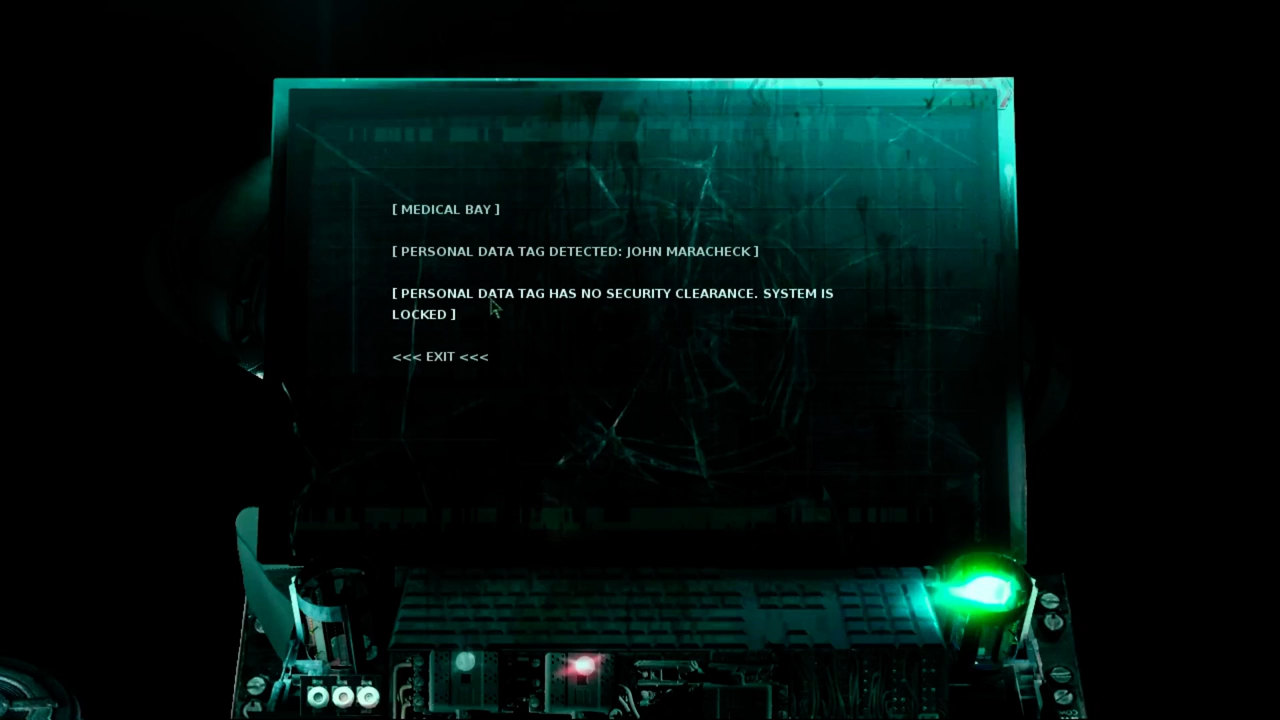 [ MEDICAL BAY ]
[ PERSONAL DATA TAG DETECTED: JOHN MARACHECK ]
[ PERSONAL DATA TAG HAS NO SECURITY CLEARANCE. SYSTEM IS
LOCKED ]
<<< EXIT <<<